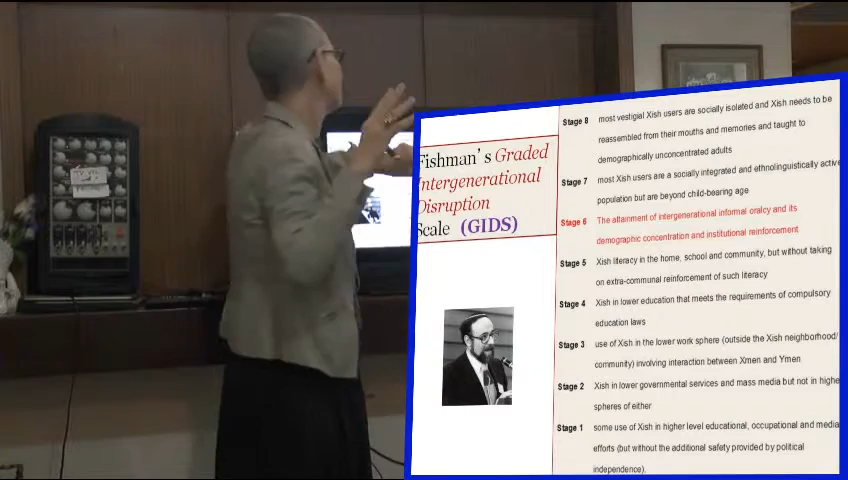 Fishman's Graded
Intergenerational
Disruption
Scale (GIDS)
Stage 8 most vestigial Xish users are socially isolated and Xish needs to be
reassembled from their mouths and memories and taught to
demographically unconcentrated adults
Stage 7 most Xish users are a socially integrated and ethnolinguistically active
population but are beyond child-bearing age
Stage 6 The attainment of intergenerational informal oralcy and its
demographic concentration and institutional reinforcement
Stage 5 Xish literacy in the home, school and community, but without taking
on extra-communal reinforcement of such literacy
Stage 4 Xish in lower education that meets the requirements of compulsory
education laws
Stage 3 use of Xish in the lower work sphere (outside the Xish neighborhood/
community) involving interaction between Xmen and Ymen
Stage 2 Xish in lower governmental services and mass media but not in highe
spheres of either
Stage 1 some use of Xish in higher level educational, occupational and media
efforts (but without the additional safety provided by political
independence).